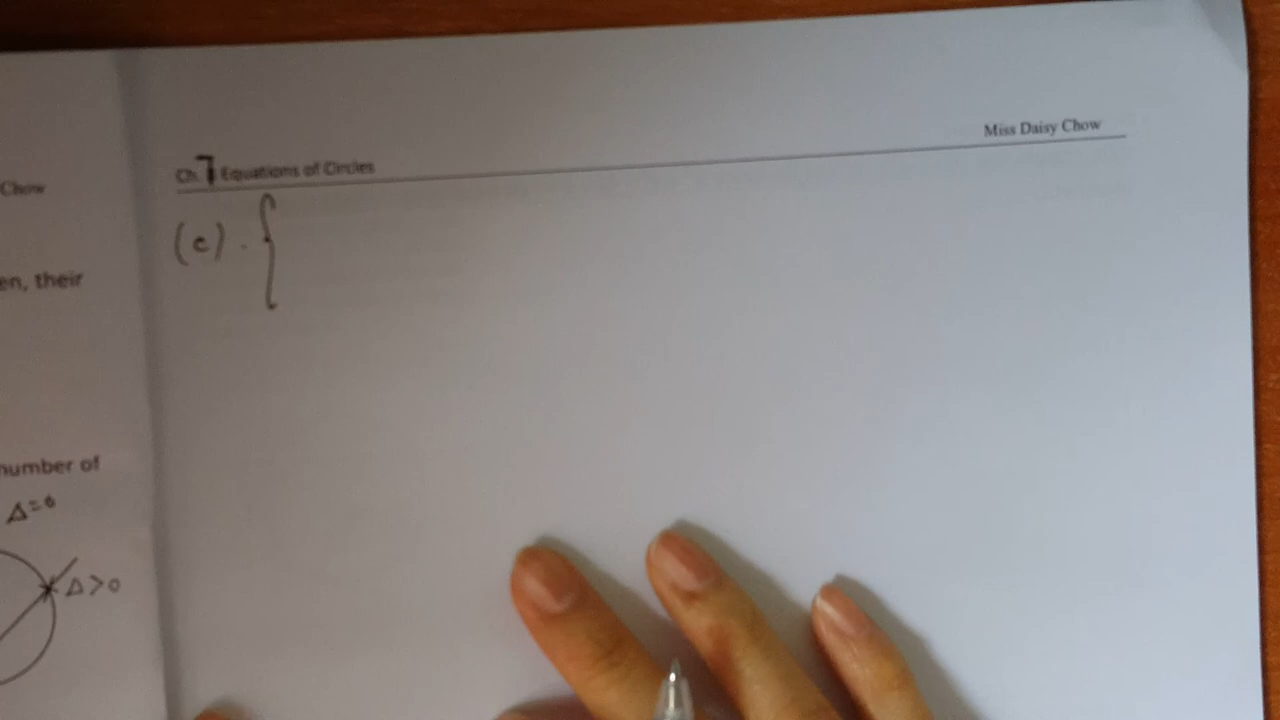 Chow
en, their
number of
Δ=0
Δ>0
Miss Daisy Chow
Ch.7 Equations of Circles
(c). {